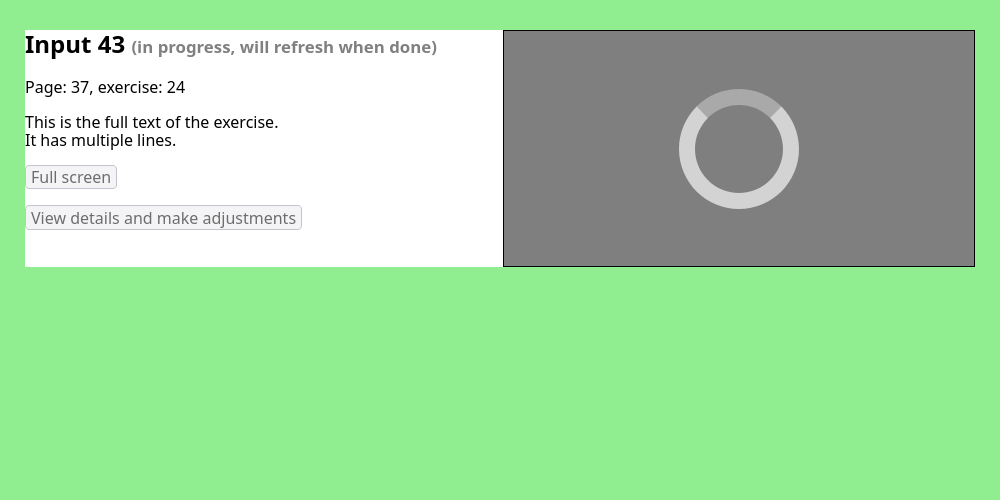 Input 43 (in progress, will refresh when done)
Page: 37, exercise: 24
This is the full text of the exercise.
It has multiple lines.
Full screen
View details and make adjustments